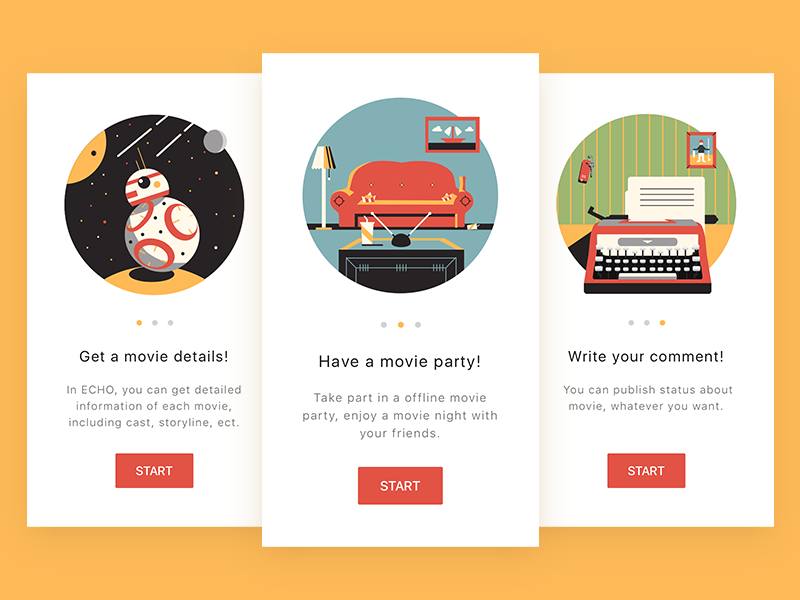 Get a movie details!
In ECHO, you can get detailed
information of each movie,
including cast, storyline, ect.
START
Have a movie party!
Take part in a offline movie
party, enjoy a movie night with
your friends.
START
Write your comment!
You can publish status about
movie, whatever you want.
START